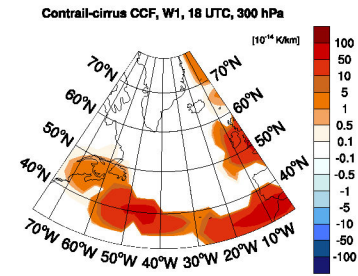 Contrail-cirrus CCF, W1, 18 UTC, 300 hPa
[10⁻¹⁴ K/km]
70°N
70°N
60°N
60°N
50°N
50°N
40°N
40°N
70°W 60°W 50°W 40°W 30°W 20°W 10°W
100
50
10
5
1
0.5
0.1
-0.1
-0.5
-1
-5
-10
-50
-100